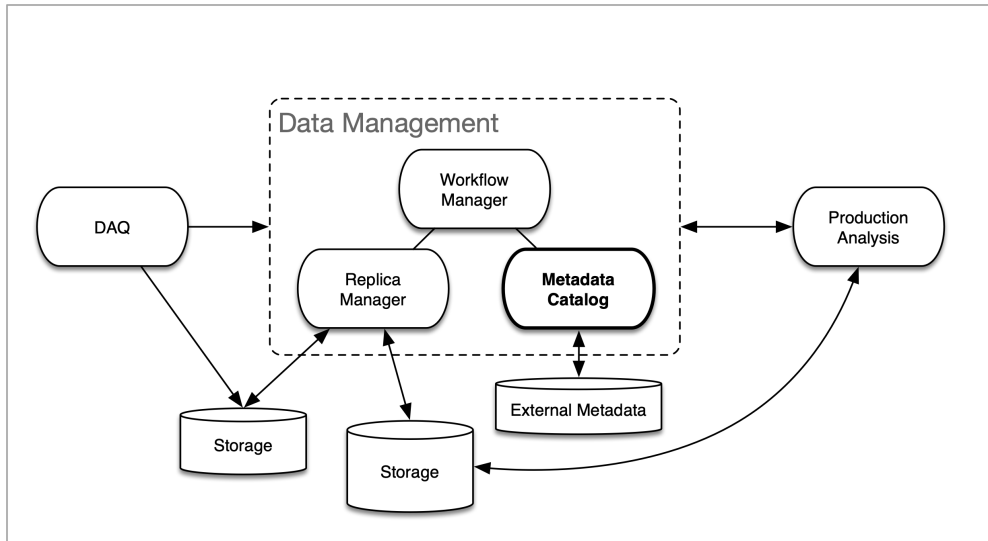 Data Management
Workflow
Manager
DAQ
Production
Analysis
Replica
Manager
Metadata
Catalog
External Metadata
Storage
Storage